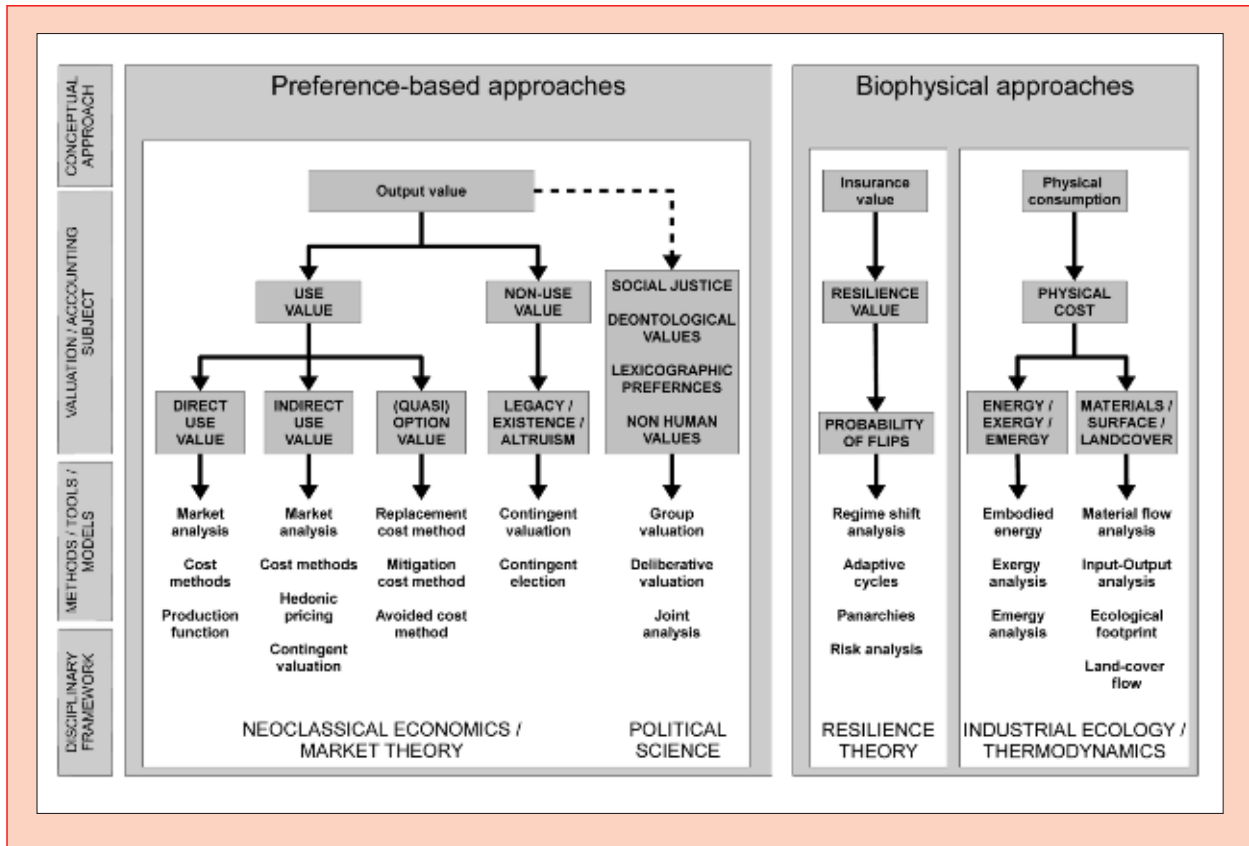 CONCEPTUAL
APPROACH
VALUATION / ACCOUNTING
SUBJECT
METHODS / TOOLS /
MODELS
DISCIPLINARY
FRAMEWORK
Preference-based approaches
Output value
USE
VALUE
NON-USE
VALUE
SOCIAL JUSTICE
DEONTOLOGICAL
VALUES
LEXICOGRAPHIC
PREFERNCES
NON HUMAN
VALUES
DIRECT
USE
VALUE
INDIRECT
USE
VALUE
(QUASI)
OPTION
VALUE
LEGACY /
EXISTENCE /
ALTRUISM
Market
analysis
Cost
methods
Production
function
Market
analysis
Cost methods
Hedonic
pricing
Contingent
valuation
Replacement
cost method
Mitigation
cost method
Avoided cost
method
Contingent
valuation
Contingent
election
Group
valuation
Deliberative
valuation
Joint
analysis
NEOCLASSICAL ECONOMICS /
MARKET THEORY
POLITICAL
SCIENCE
Biophysical approaches
Insurance
value
RESILIENCE
VALUE
PROBABILITY
OF FLIPS
Regime shift
analysis
Adaptive
cycles
Panarchies
Risk analysis
RESILIENCE
THEORY
Physical
consumption
PHYSICAL
COST
ENERGY /
EXERGY /
EMERGY
MATERIALS /
SURFACE /
LANDCOVER
Embodied
energy
Exergy
analysis
Emergy
analysis
Material flow
analysis
Input-Output
analysis
Ecological
footprint
Land-cover
flow
INDUSTRIAL ECOLOGY /
THERMODYNAMICS